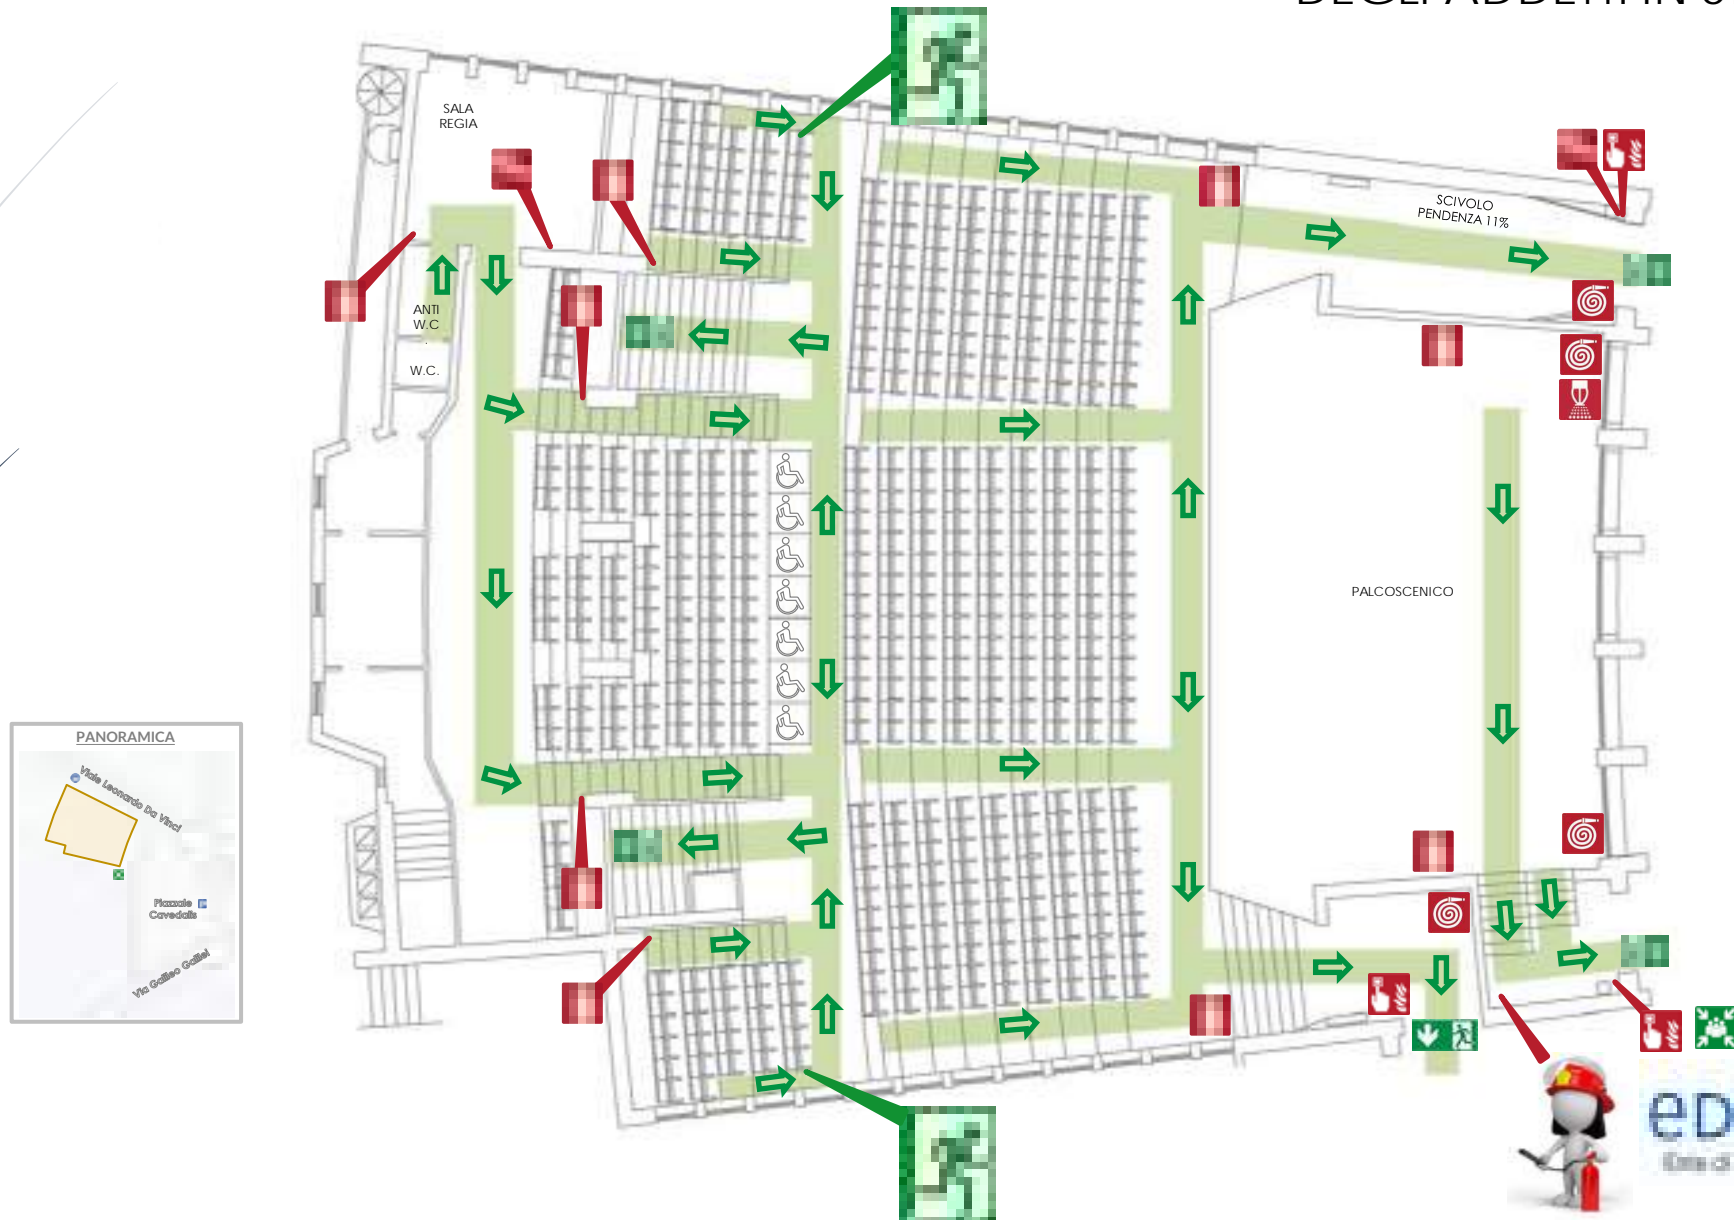 SALA
REGIA
SCIVOLO
PENDENZA 11%
ANTI
W.C
.
W.C.
PALCOSCENICO
PANORAMICA
Viale Leonardo Da Vinci
Piazzale
Cavedalis
Via Galileo Galilei